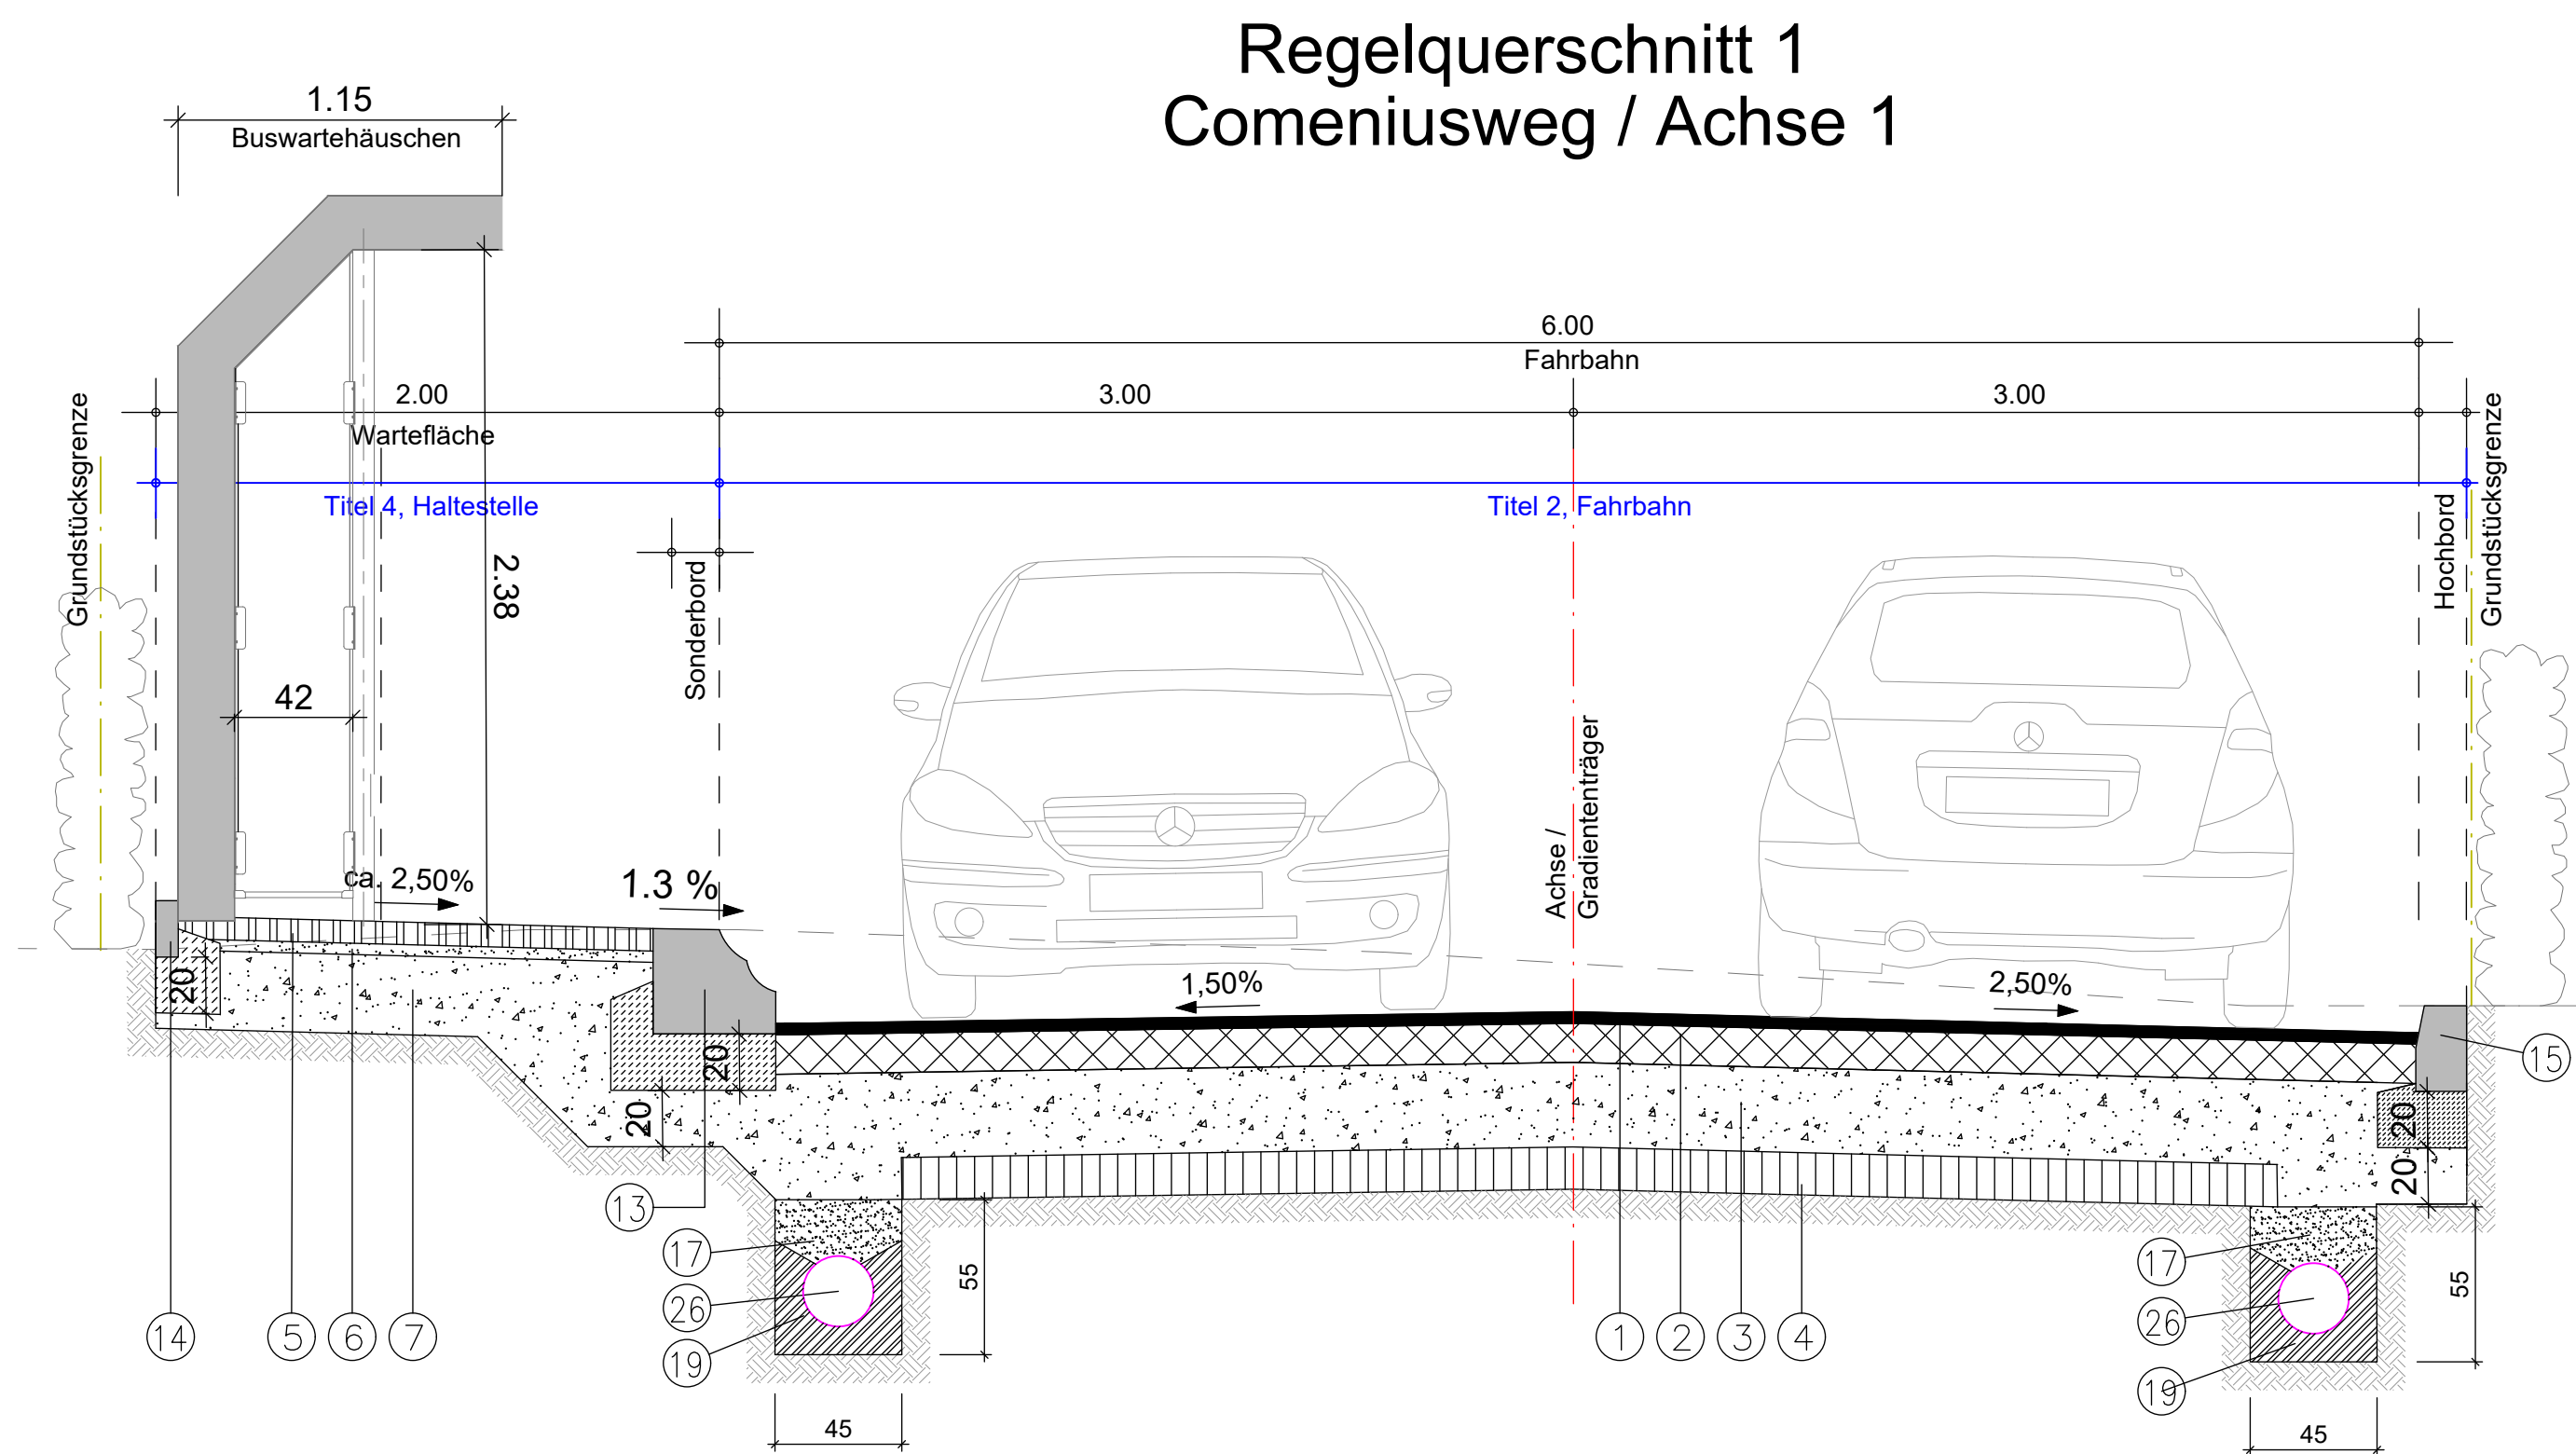 Regelquerschnitt 1
Comeniusweg / Achse 1
1.15
Buswartehäuschen
6.00
Fahrbahn
2.00
3.00
3.00
Wartefläche
Titel 4, Haltestelle
Titel 2, Fahrbahn
Grundstücksgrenze
2.38
Sonderbord
Hochbord
Grundstücksgrenze
42
Achse /
Gradiententräger
ca. 2,50%
1.3 %
1,50%
2,50%
20
20
20
20
20
15
13
17
26
19
55
17
26
19
55
14
5
6
7
1
2
3
4
45
45